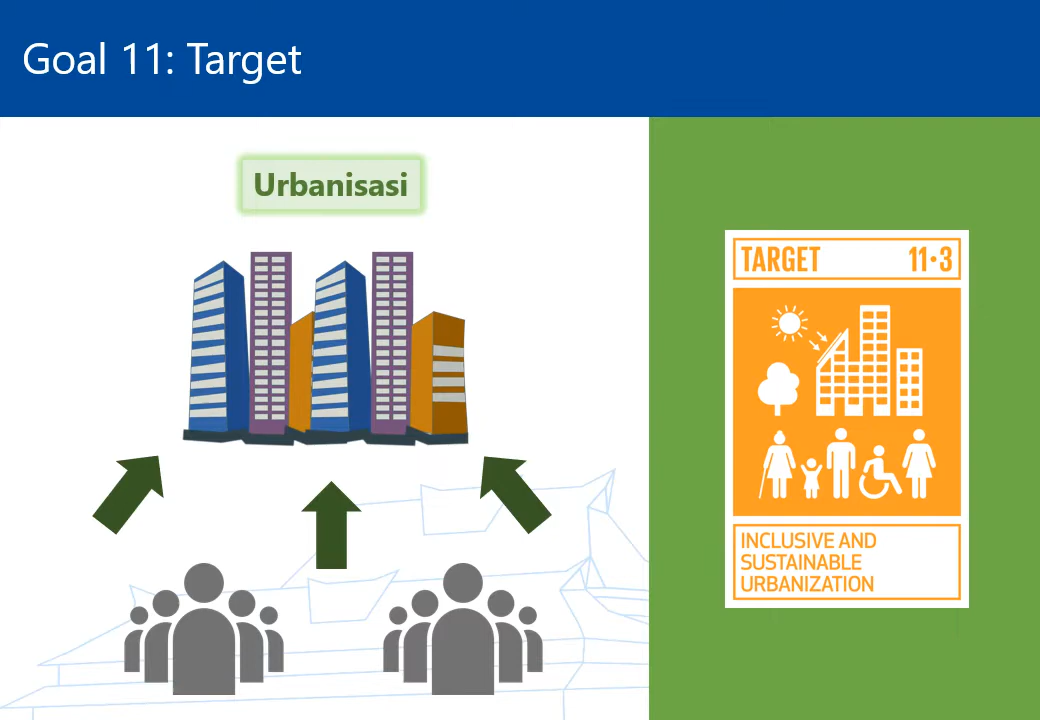 Goal 11: Target
Urbanisasi
TARGET 11·3
INCLUSIVE AND
SUSTAINABLE
URBANIZATION